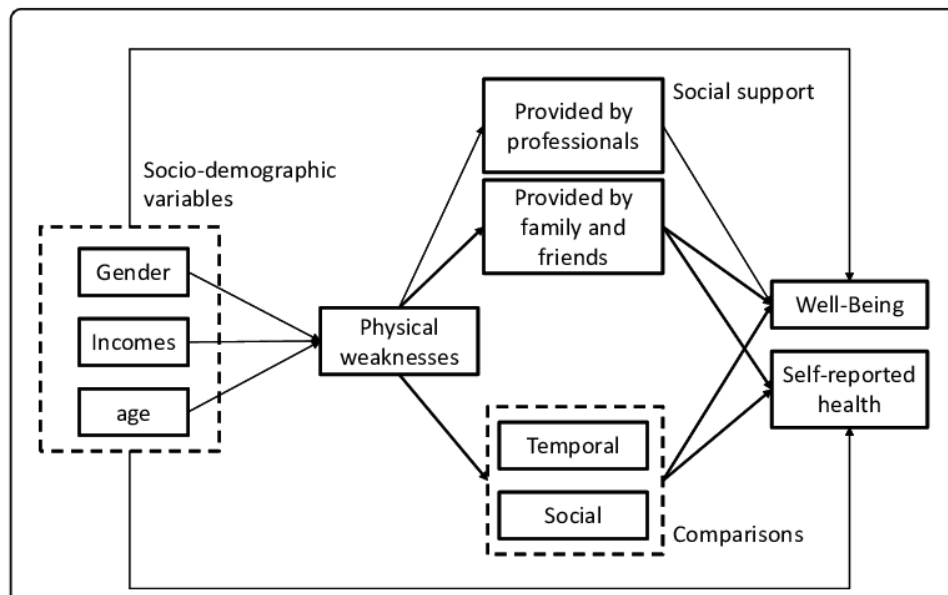 Social support
Provided by
professionals
Socio-demographic
variables
Provided by
family and
friends
Gender
Incomes
age
Physical
weaknesses
Well-Being
Self-reported
health
Temporal
Social
Comparisons